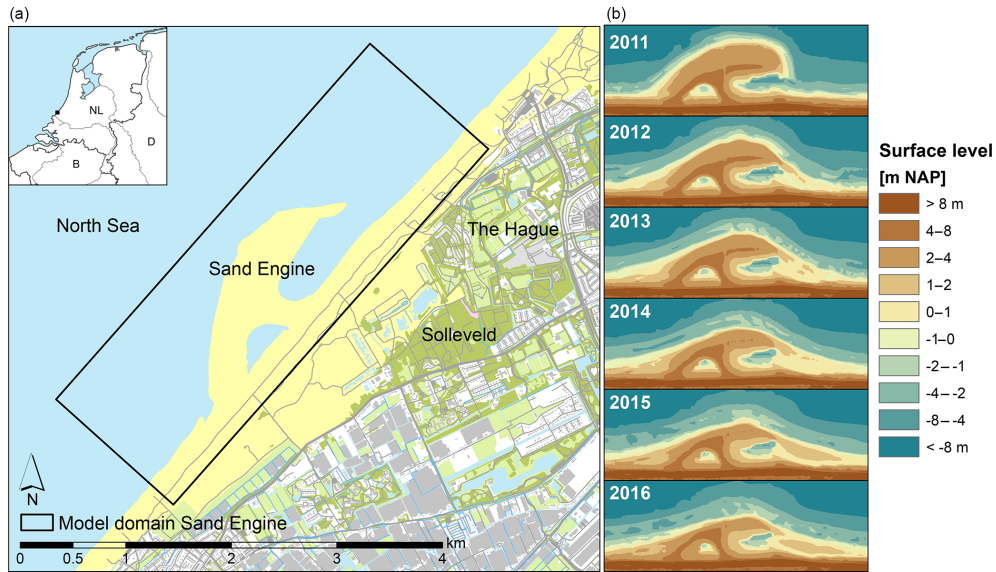 (a)
NL
D
B
North Sea
Sand Engine
The Hague
Solleveld
N
Model domain Sand Engine
km
0 0.5 1 2 3 4
(b)
2011
2012
2013
2014
2015
2016
Surface level
[m NAP]
> 8 m
4–8
2–4
1–2
0–1
-1–0
-2– -1
-4– -2
-8– -4
< -8 m